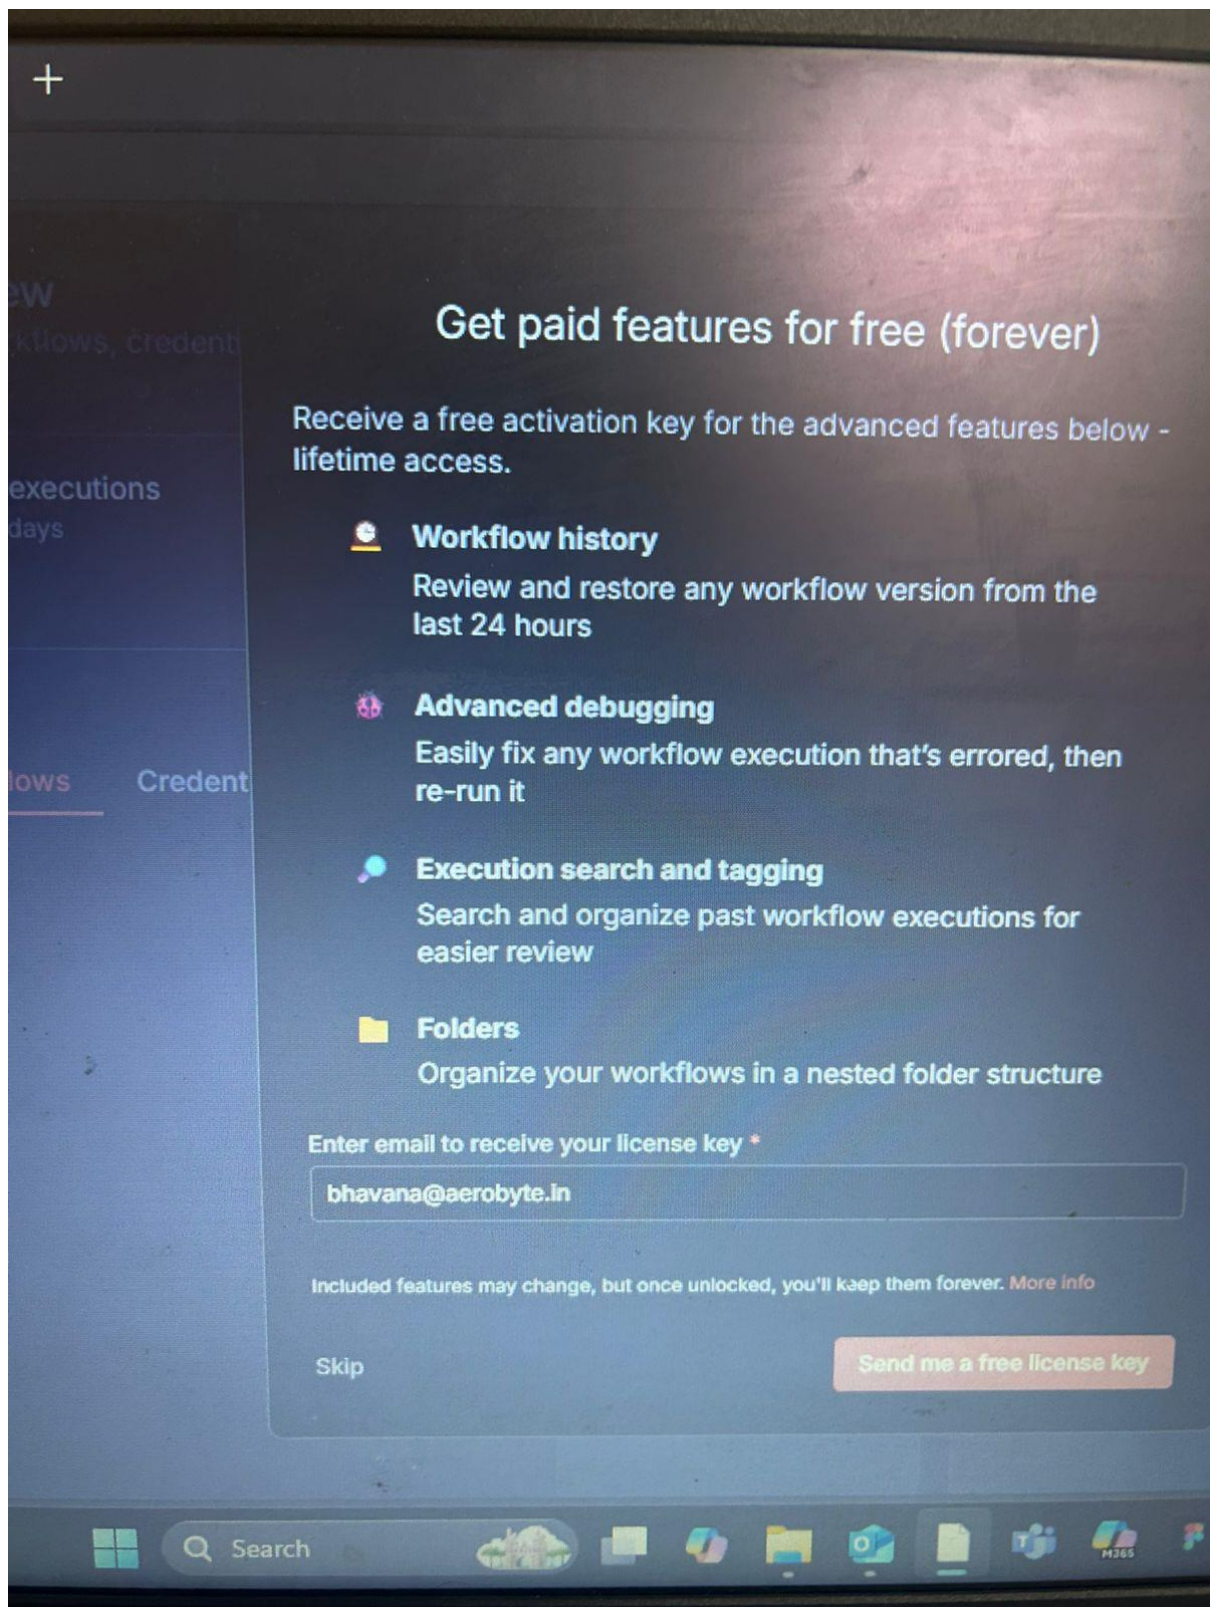 ew
kflows, credent
Get paid features for free (forever)
Receive a free activation key for the advanced features below -
lifetime access.
executions
days
Workflow history
Review and restore any workflow version from the
last 24 hours
Advanced debugging
Easily fix any workflow execution that's errored, then
re-run it
lows
Credent
Execution search and tagging
Search and organize past workflow executions for
easier review
Folders
Organize your workflows in a nested folder structure
Enter email to receive your license key *
bhavana@aerobyte.in
Included features may change, but once unlocked, you'll keep them forever. More info
Skip
Send me a free license key
Search
M365